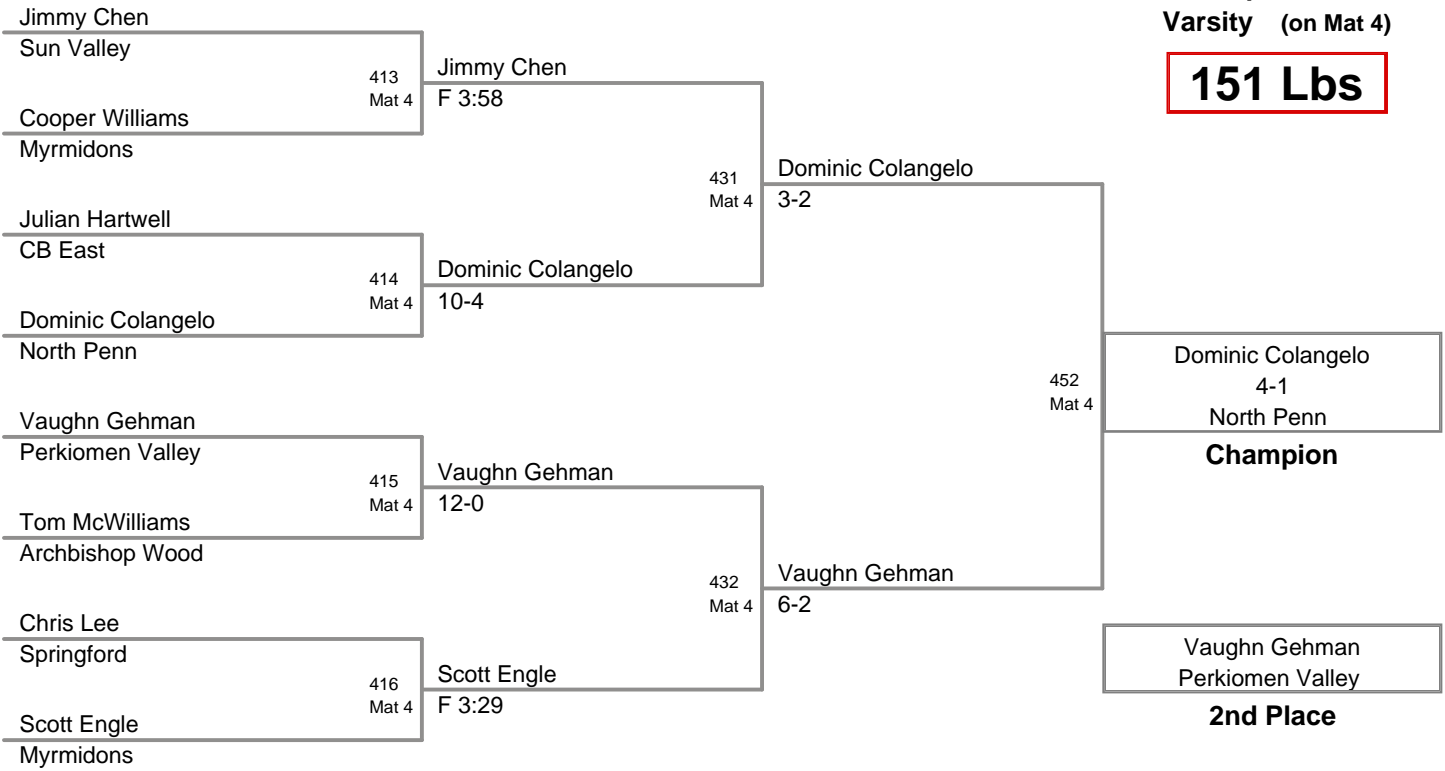 Varsity (on Mat 4)
151 Lbs
Jimmy Chen
Sun Valley
413
Mat 4
Jimmy Chen
F 3:58
Cooper Williams
Myrmidons
431
Mat 4
Dominic Colangelo
3-2
Julian Hartwell
CB East
414
Mat 4
Dominic Colangelo
10-4
Dominic Colangelo
North Penn
452
Mat 4
Dominic Colangelo
4-1
North Penn
Champion
Vaughn Gehman
Perkiomen Valley
415
Mat 4
Vaughn Gehman
12-0
Tom McWilliams
Archbishop Wood
432
Mat 4
Vaughn Gehman
6-2
Chris Lee
Springford
416
Mat 4
Scott Engle
F 3:29
Scott Engle
Myrmidons
Vaughn Gehman
Perkiomen Valley
2nd Place